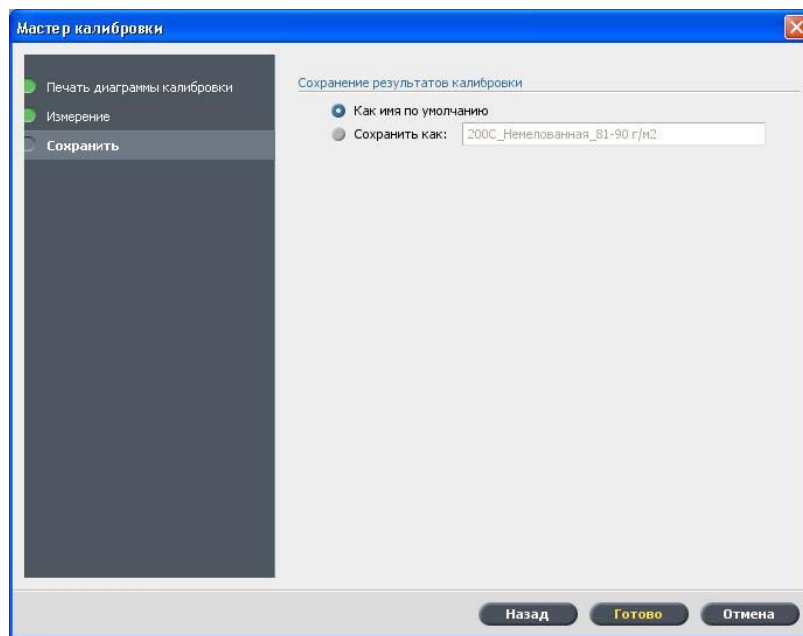 Мастер калибровки
Печать диаграммы калибровки
Измерение
Сохранить
Сохранение результатов калибровки
Как имя по умолчанию
Сохранить как: 200C_Немелованная_81-90 г/м2
Назад Готово Отмена